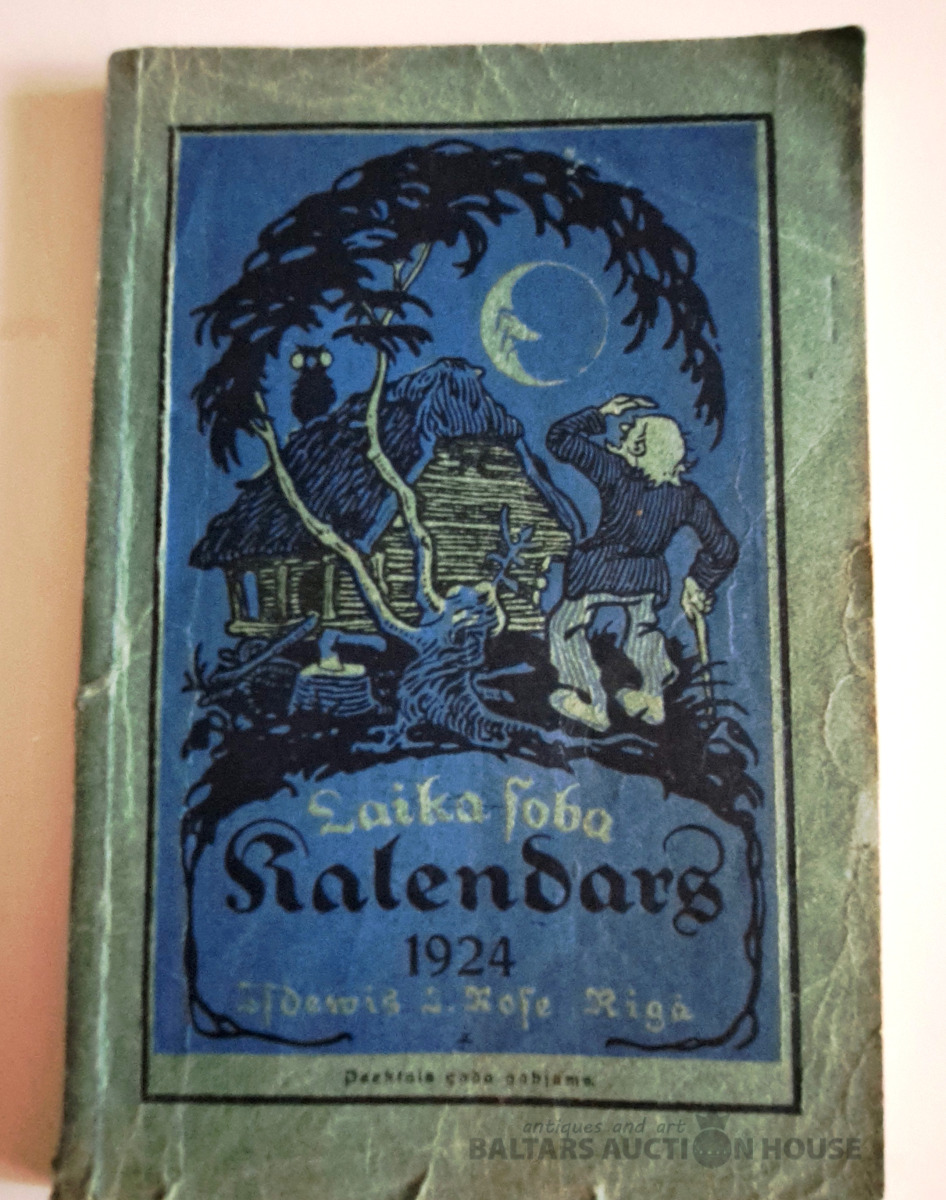 Laika ſoba
Kalendars
1924
Iſdewis L. Roſe Rigà
Peektais gada gahjums.
antiques and art
BALTARS AUCTION HOUSE